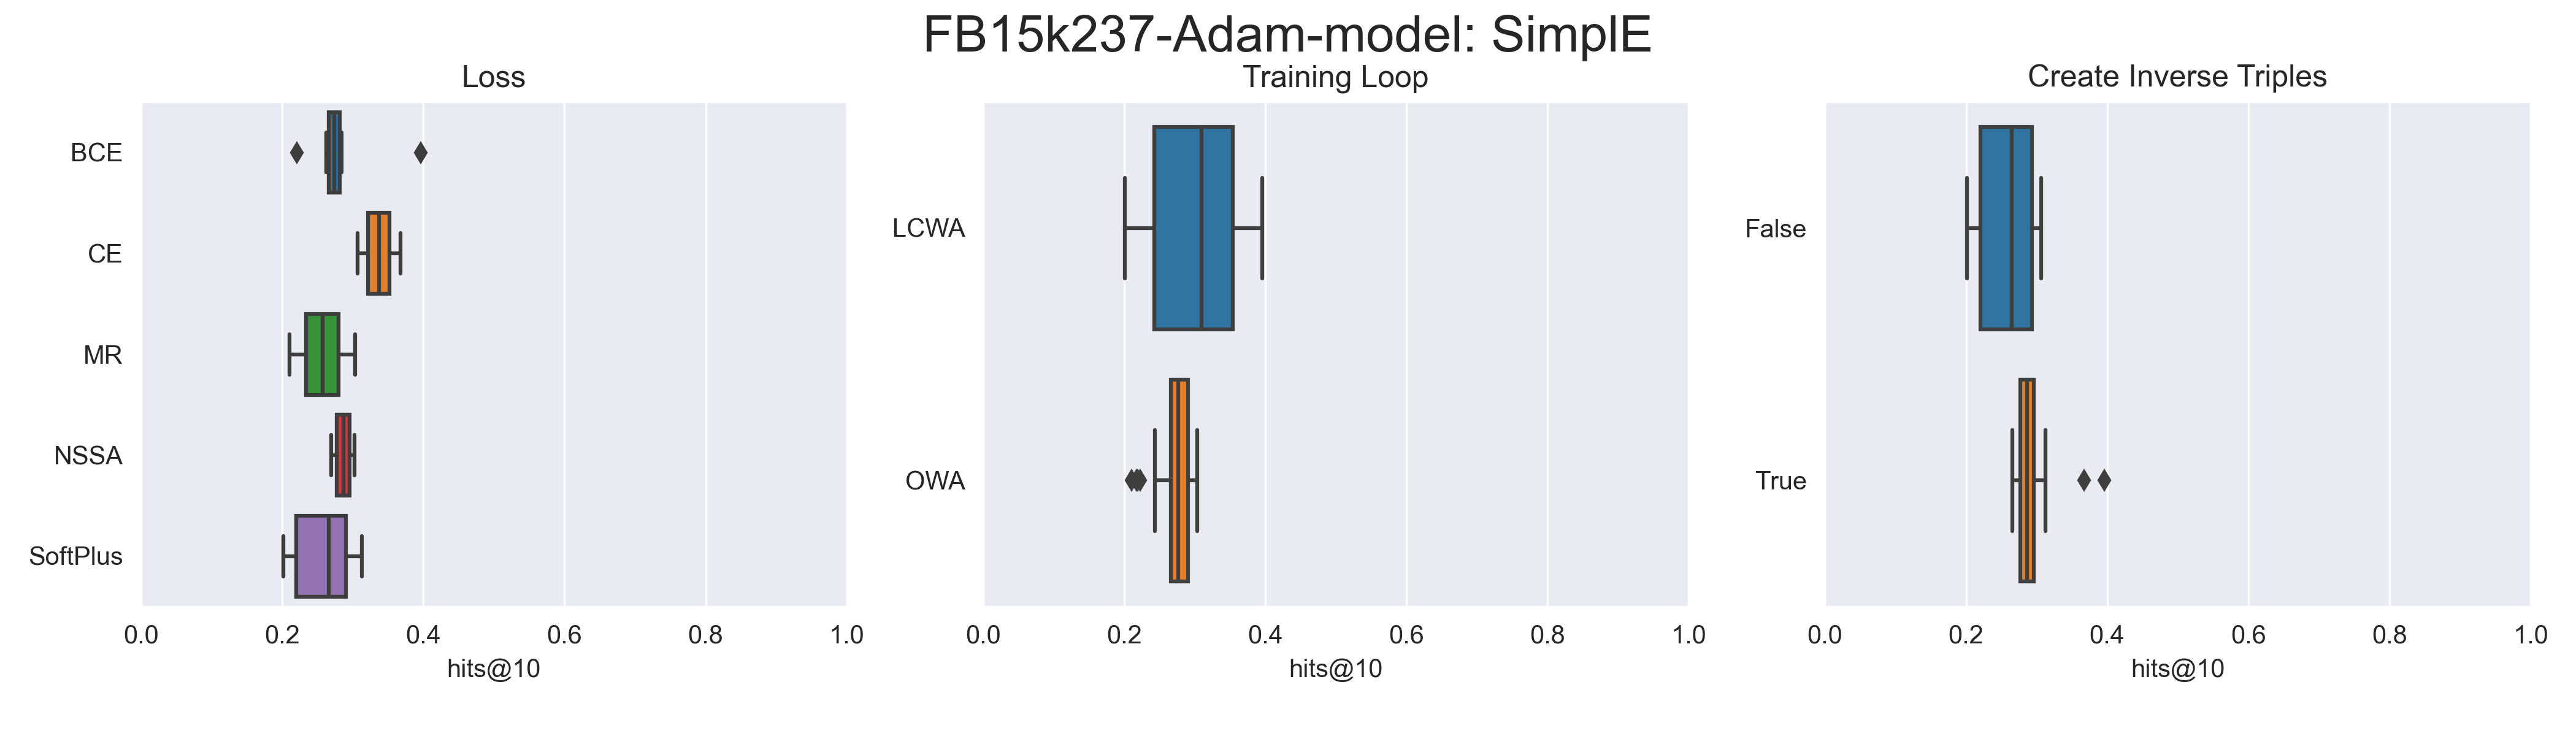 FB15k237-Adam-model: SimplE
Loss
BCE
CE
MR
NSSA
SoftPlus
0.0 0.2 0.4 0.6 0.8 1.0
hits@10
Training Loop
LCWA
OWA
0.0 0.2 0.4 0.6 0.8 1.0
hits@10
Create Inverse Triples
False
True
0.0 0.2 0.4 0.6 0.8 1.0
hits@10